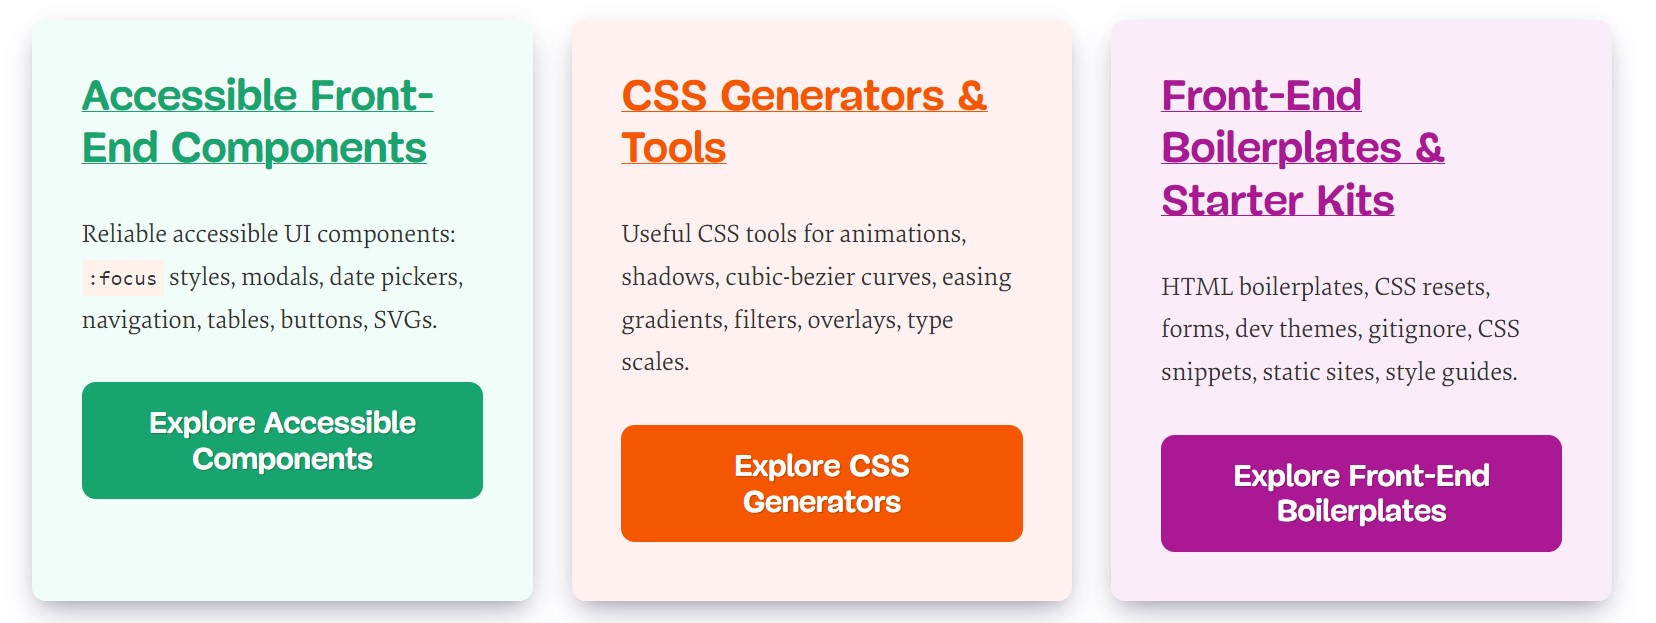 Accessible Front-
End Components
Reliable accessible UI components:
:focus styles, modals, date pickers,
navigation, tables, buttons, SVGs.
Explore Accessible
Components
CSS Generators &
Tools
Useful CSS tools for animations,
shadows, cubic-bezier curves, easing
gradients, filters, overlays, type
scales.
Explore CSS
Generators
Front-End
Boilerplates &
Starter Kits
HTML boilerplates, CSS resets,
forms, dev themes, gitignore, CSS
snippets, static sites, style guides.
Explore Front-End
Boilerplates